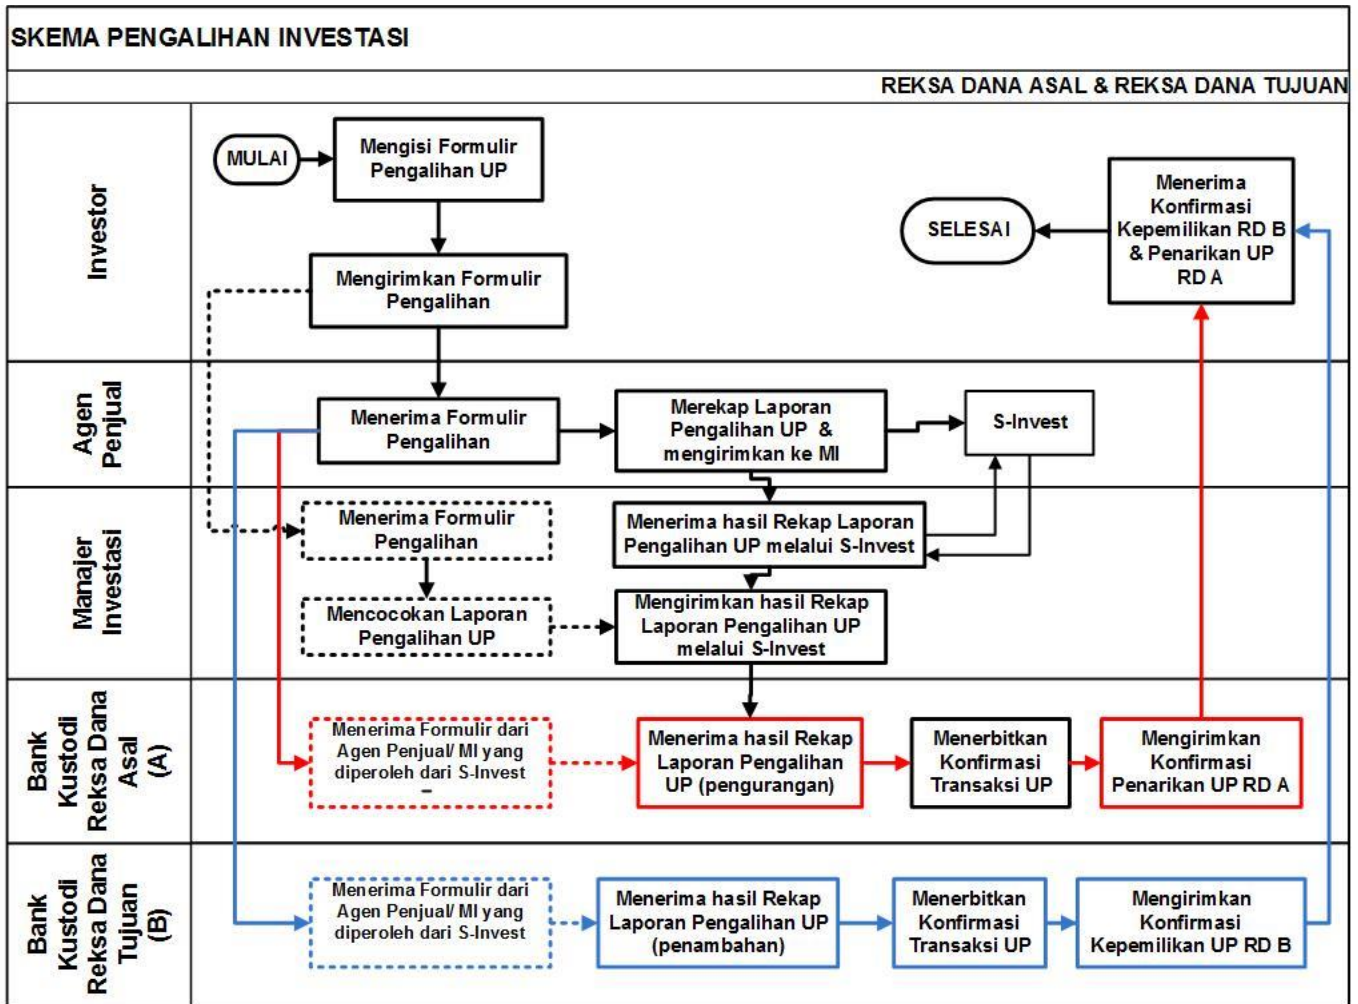 SKEMA PENGALIHAN INVESTASI
REKSA DANA ASAL & REKSA DANA TUJUAN
Investor
MULAI
Mengisi Formulir
Pengalihan UP
Mengirimkan Formulir
Pengalihan
SELESAI
Menerima
Konfirmasi
Kepemilikan RD B
& Penarikan UP
RD A
Agen
Penjual
Menerima Formulir
Pengalihan
Merekap Laporan
Pengalihan UP &
mengirimkan ke MI
S-Invest
Manajer
Investasi
Menerima Formulir
Pengalihan
Menerima hasil Rekap Laporan
Pengalihan UP melalui S-Invest
Mencocokan Laporan
Pengalihan UP
Mengirimkan hasil Rekap
Laporan Pengalihan UP
melalui S-Invest
Bank
Kustodi
Reksa Dana
Asal
(A)
Menerima Formulir dari
Agen Penjual/ MI yang
diperoleh dari S-Invest
–
Menerima hasil Rekap
Laporan Pengalihan
UP (pengurangan)
Menerbitkan
Konfirmasi
Transaksi UP
Mengirimkan
Konfirmasi
Penarikan UP RD A
Bank
Kustodi
Reksa Dana
Tujuan
(B)
Menerima Formulir dari
Agen Penjual/ MI yang
diperoleh dari S-Invest
Menerima hasil Rekap
Laporan Pengalihan UP
(penambahan)
Menerbitkan
Konfirmasi
Transaksi UP
Mengirimkan
Konfirmasi
Kepemilikan UP RD B